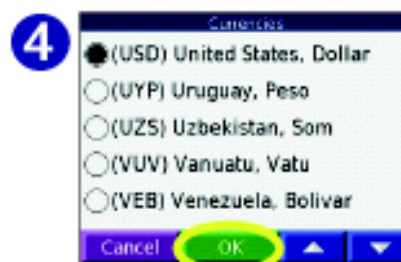 4
Currencies
(USD) United States, Dollar
(UYP) Uruguay, Peso
(UZS) Uzbekistan, Som
(VUV) Vanuatu, Vatu
(VEB) Venezuela, Bolivar
Cancel OK